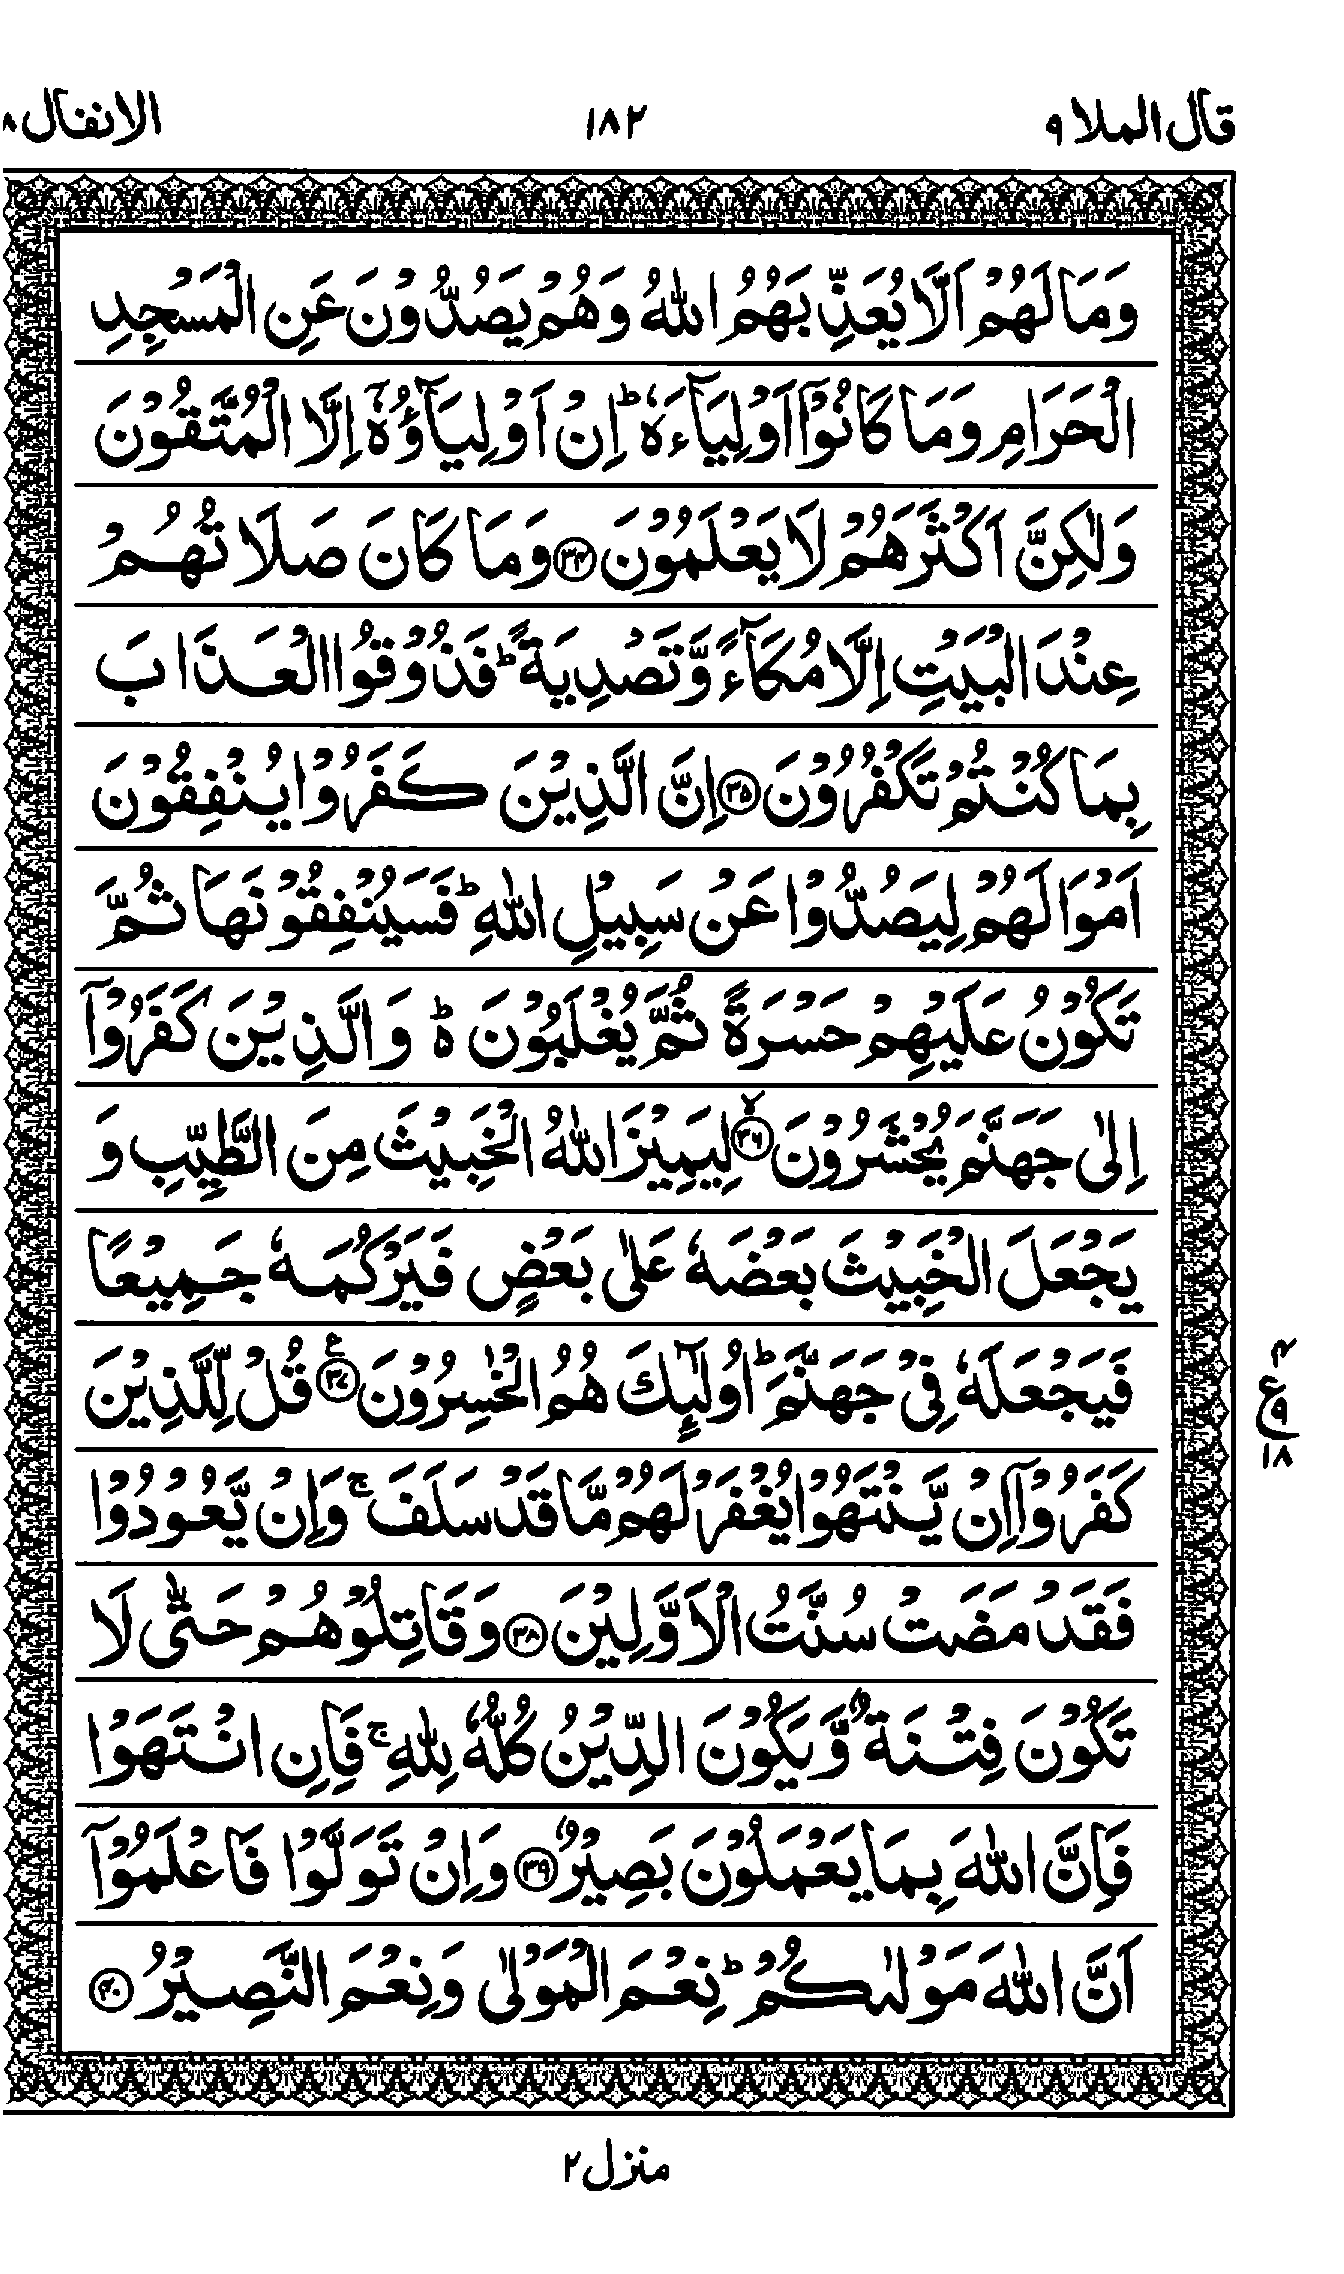 قال الملا ٩
١٨٢
الانفال ٨
وَمَا لَهُمْ اَلَّا يُعَذِّبَهُمُ اللّٰهُ وَهُمْ يَصُدُّوْنَ عَنِ الْمَسْجِدِ
الْحَرَامِ وَمَا كَانُوْۤا اَوْلِيَآءَهٗ ؕ اِنْ اَوْلِيَآؤُهٗۤ اِلَّا الْمُتَّقُوْنَ
وَلٰكِنَّ اَكْثَرَهُمْ لَا يَعْلَمُوْنَ ﴿۳۴﴾ وَمَا كَانَ صَلَاتُهُمْ
عِنْدَ الْبَيْتِ اِلَّا مُكَآءً وَّتَصْدِيَةً ؕ فَذُوْقُوا الْعَذَابَ
بِمَا كُنْتُمْ تَكْفُرُوْنَ ﴿۳۵﴾ اِنَّ الَّذِيْنَ كَفَرُوْا يُنْفِقُوْنَ
اَمْوَالَهُمْ لِيَصُدُّوْا عَنْ سَبِيْلِ اللّٰهِ ؕ فَسَيُنْفِقُوْنَهَا ثُمَّ
تَكُوْنُ عَلَيْهِمْ حَسْرَةً ثُمَّ يُغْلَبُوْنَ ؕ وَالَّذِيْنَ كَفَرُوْۤا
اِلٰى جَهَنَّمَ يُحْشَرُوْنَ ﴿۳۶﴾ۙ لِيَمِيْزَ اللّٰهُ الْخَبِيْثَ مِنَ الطَّيِّبِ وَ
يَجْعَلَ الْخَبِيْثَ بَعْضَهٗ عَلٰى بَعْضٍ فَيَرْكُمَهٗ جَمِيْعًا
فَيَجْعَلَهٗ فِيْ جَهَنَّمَ ؕ اُولٰٓئِكَ هُمُ الْخٰسِرُوْنَ ﴿۳۷﴾ع قُلْ لِّلَّذِيْنَ
كَفَرُوْۤا اِنْ يَّنْتَهُوْا يُغْفَرْ لَهُمْ مَّا قَدْ سَلَفَ ۚ وَاِنْ يَّعُوْدُوْا
فَقَدْ مَضَتْ سُنَّتُ الْاَوَّلِيْنَ ﴿۳۸﴾ وَقَاتِلُوْهُمْ حَتّٰى لَا
تَكُوْنَ فِتْنَةٌ وَّيَكُوْنَ الدِّيْنُ كُلُّهٗ لِلّٰهِ ۚ فَاِنِ انْتَهَوْا
فَاِنَّ اللّٰهَ بِمَا يَعْمَلُوْنَ بَصِيْرٌ ﴿۳۹﴾ وَاِنْ تَوَلَّوْا فَاعْلَمُوْۤا
اَنَّ اللّٰهَ مَوْلٰىكُمْ ؕ نِعْمَ الْمَوْلٰى وَنِعْمَ النَّصِيْرُ ﴿۴۰﴾
۴
ع ٩
١٨
منزل ٢